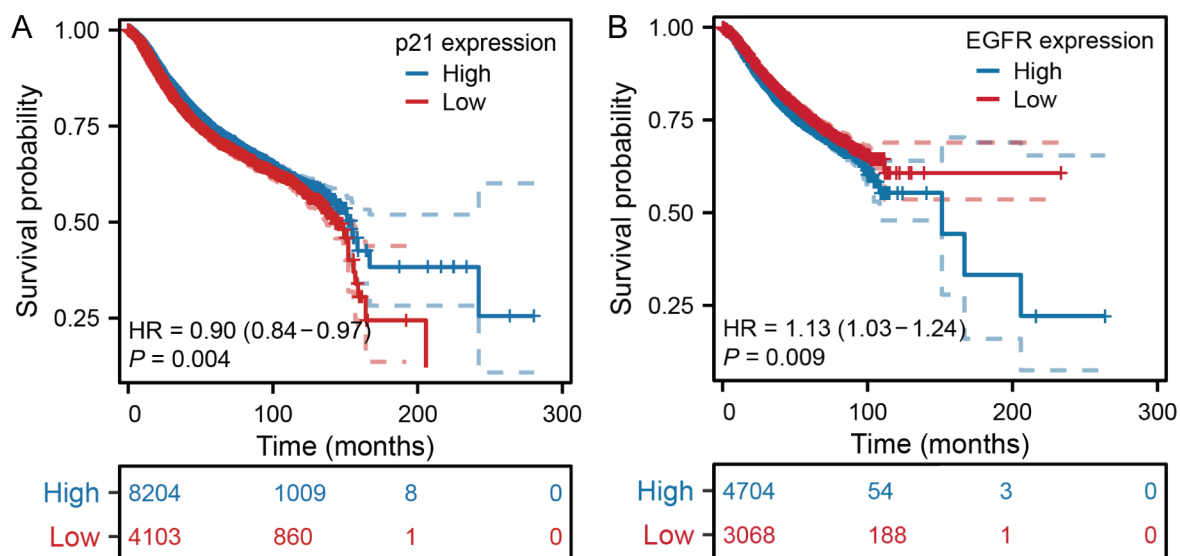 A
p21 expression
High
Low
1.00
0.75
0.50
0.25
Survival probability
HR = 0.90 (0.84–0.97)
P = 0.004
0 100 200 300
Time (months)
High 8204 1009 8 0
Low 4103 860 1 0
B
EGFR expression
High
Low
1.00
0.75
0.50
0.25
Survival probability
HR = 1.13 (1.03–1.24)
P = 0.009
0 100 200 300
Time (months)
High 4704 54 3 0
Low 3068 188 1 0